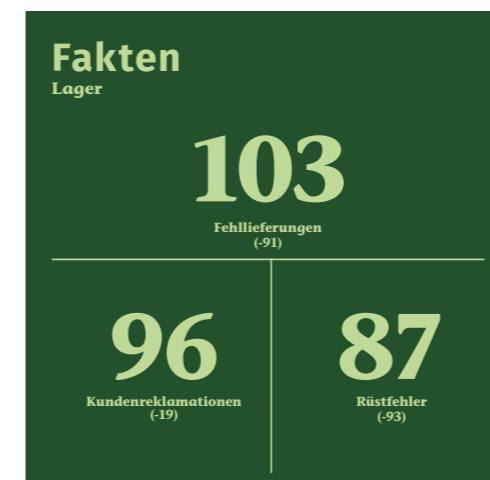 Fakten
Lager
103
Fehllieferungen
(-91)
96
Kundenreklamationen
(-19)
87
Rüstfehler
(-93)